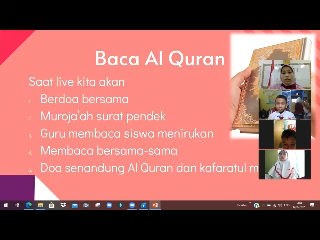 Baca Al Quran
Saat live kita akan
Berdoa bersama
Muroja'ah surat pendek
Guru membaca siswa menirukan
Membaca bersama-sama
Doa senandung Al Quran dan kafaratul m